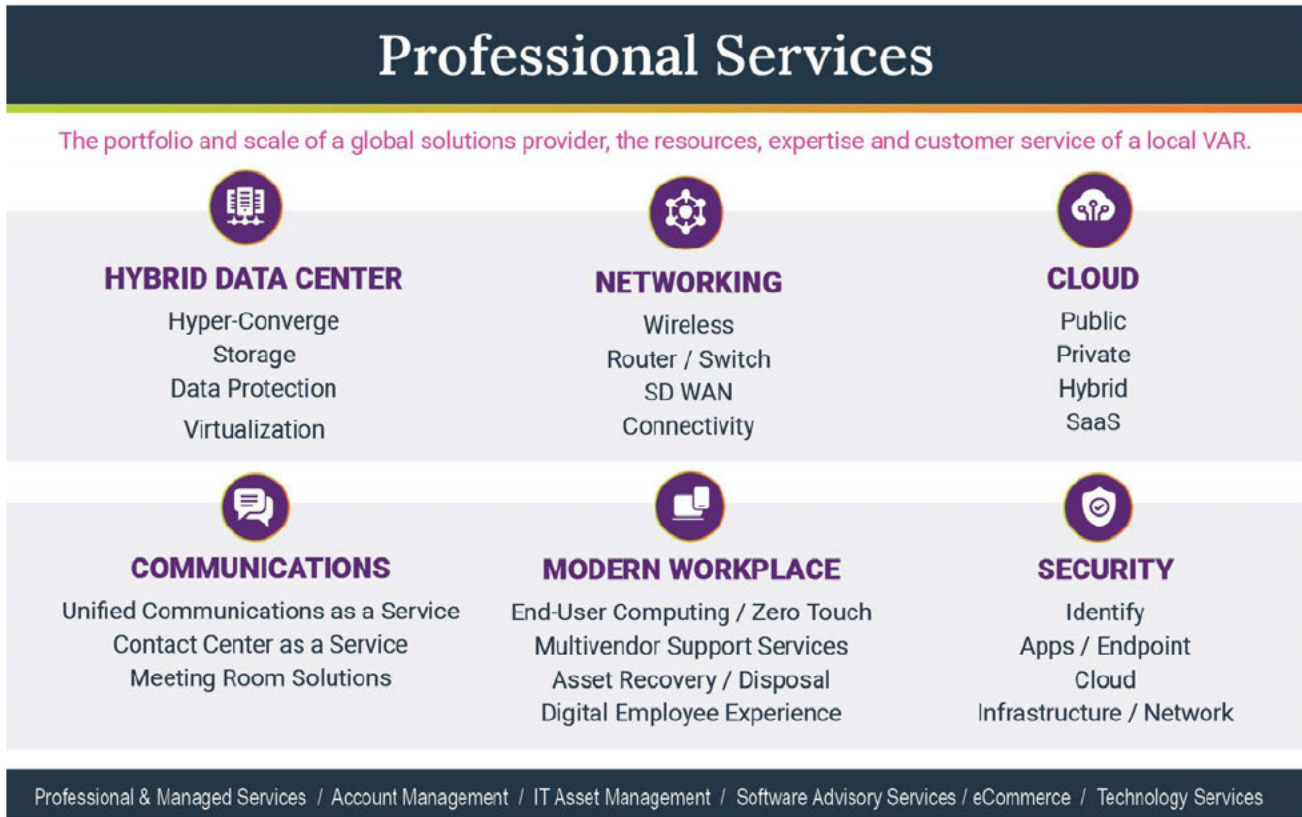 Professional Services
The portfolio and scale of a global solutions provider, the resources, expertise and customer service of a local VAR.
HYBRID DATA CENTER
Hyper-Converge
Storage
Data Protection
Virtualization
NETWORKING
Wireless
Router / Switch
SD WAN
Connectivity
CLOUD
Public
Private
Hybrid
SaaS
COMMUNICATIONS
Unified Communications as a Service
Contact Center as a Service
Meeting Room Solutions
MODERN WORKPLACE
End-User Computing / Zero Touch
Multivendor Support Services
Asset Recovery / Disposal
Digital Employee Experience
SECURITY
Identify
Apps / Endpoint
Cloud
Infrastructure / Network
Professional & Managed Services / Account Management / IT Asset Management / Software Advisory Services / eCommerce / Technology Services